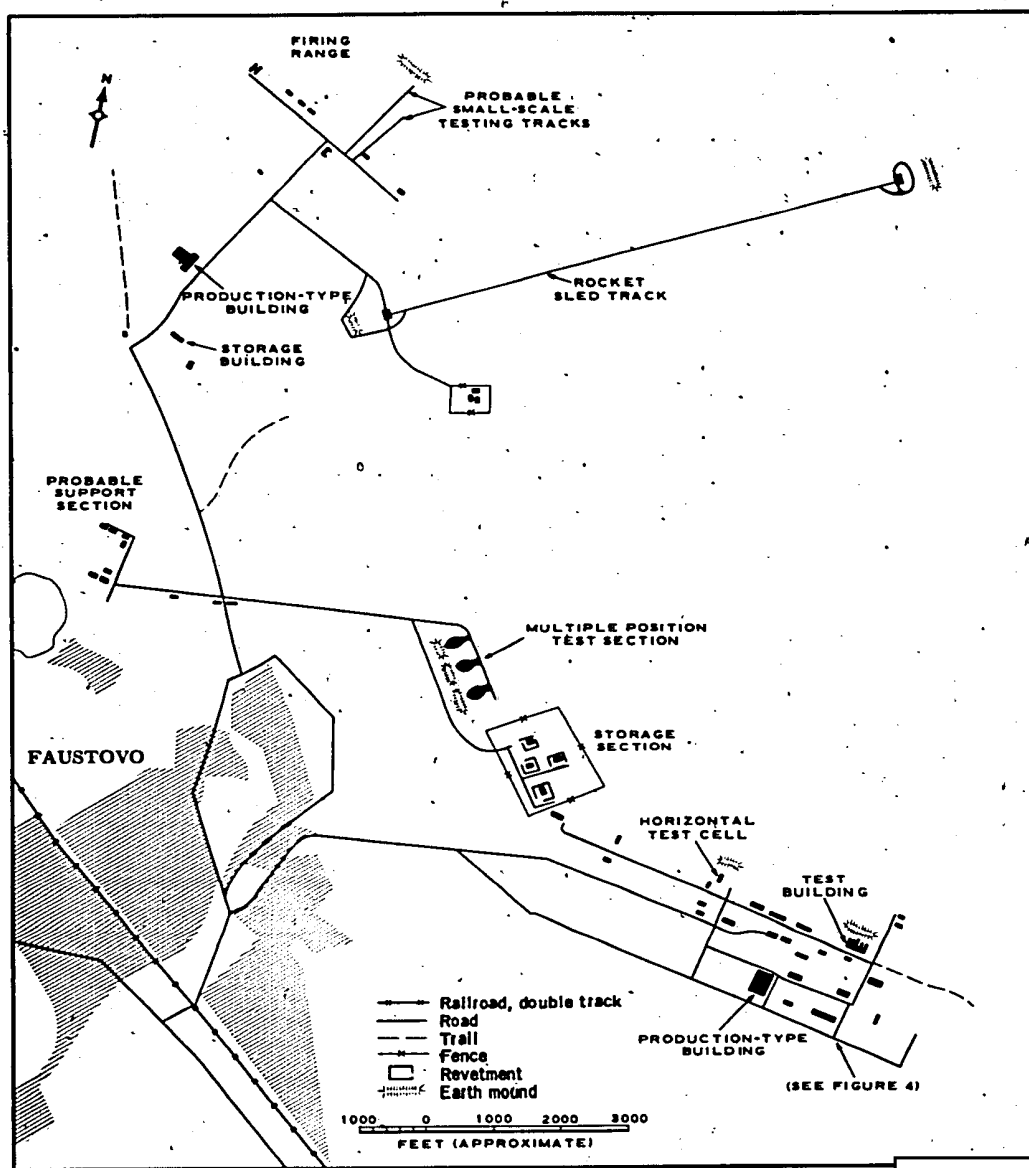 FIRING
RANGE
N
PROBABLE
SMALL-SCALE
TESTING TRACKS
ROCKET
SLED TRACK
PRODUCTION-TYPE
BUILDING
STORAGE
BUILDING
PROBABLE
SUPPORT
SECTION
MULTIPLE POSITION
TEST SECTION
FAUSTOVO
STORAGE
SECTION
HORIZONTAL
TEST CELL
TEST
BUILDING
Railroad, double track
Road
Trail
Fence
Revetment
Earth mound
PRODUCTION-TYPE
BUILDING
(SEE FIGURE 4)
1000 0 1000 2000 3000
FEET (APPROXIMATE)